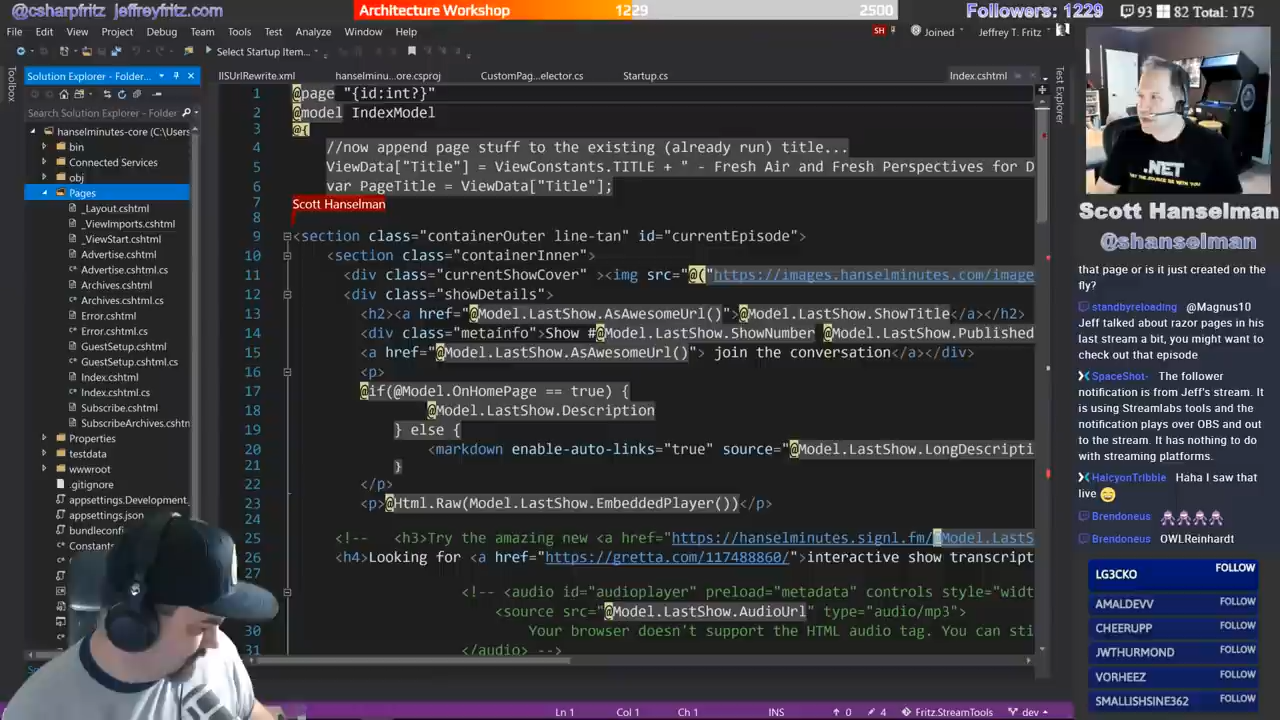 @csharpfritz jeffreyfritz.com
Architecture Workshop 1229 2500
Followers: 1229 93 82 Total: 175
File Edit View Project Debug Team Tools Test Analyze Window Help
SH Joined Jeffrey T. Fritz
Select Startup Item...
Toolbox
Solution Explorer - Folder...
IISUrlRewrite.xml hanselminu...ore.csproj CustomPag...elector.cs Startup.cs Index.cshtml
Test Explorer
Search Solution Explorer - Folder
hanselminutes-core (C:\Users
bin
Connected Services
obj
Pages
_Layout.cshtml
_ViewImports.cshtml
_ViewStart.cshtml
Advertise.cshtml
Advertise.cshtml.cs
Archives.cshtml
Archives.cshtml.cs
Error.cshtml
Error.cshtml.cs
GuestSetup.cshtml
GuestSetup.cshtml.cs
Index.cshtml
Index.cshtml.cs
Subscribe.cshtml
SubscribeArchives.cshtm
Properties
testdata
wwwroot
.gitignore
appsettings.Development.
appsettings.json
bundleconfi
Constants
1 @page "{id:int?}"
2 @model IndexModel
3 @{
4 //now append page stuff to the existing (already run) title...
5 ViewData["Title"] = ViewConstants.TITLE + " - Fresh Air and Fresh Perspectives for D
6 var PageTitle = ViewData["Title"];
7 Scott Hanselman
8
9 <section class="containerOuter line-tan" id="currentEpisode">
10 <section class="containerInner">
11 <div class="currentShowCover" ><img src="@("https://images.hanselminutes.com/image
12 <div class="showDetails">
13 <h2><a href="@Model.LastShow.AsAwesomeUrl()">@Model.LastShow.ShowTitle</a></h2>
14 <div class="metainfo">Show #@Model.LastShow.ShowNumber @Model.LastShow.Published
15 <a href="@Model.LastShow.AsAwesomeUrl()"> join the conversation</a></div>
16 <p>
17 @if(@Model.OnHomePage == true) {
18 @Model.LastShow.Description
19 } else {
20 <markdown enable-auto-links="true" source="@Model.LastShow.LongDescripti
21 }
22 </p>
23 <p>@Html.Raw(Model.LastShow.EmbeddedPlayer())</p>
24
25 <!-- <h3>Try the amazing new <a href="https://hanselminutes.signl.fm/@Model.LastS
26 <h4>Looking for <a href="https://gretta.com/117488860/">interactive show transcript
27
28 <!-- <audio id="audioplayer" preload="metadata" controls style="widt
29 <source src="@Model.LastShow.AudioUrl" type="audio/mp3">
30 Your browser doesn't support the HTML audio tag. You can sti
31 </audio> -->
Ln 1 Col 1 Ch 1 INS 0 4 Fritz.StreamTools dev
.NET
Scott Hanselman
@shanselman
that page or is it just created on the
fly?
standbyreloading @Magnus10
Jeff talked about razor pages in his
last stream a bit, you might want to
check out that episode
SpaceShot- The follower
notification is from Jeff's stream. It
is using Streamlabs tools and the
notification plays over OBS and out
to the stream. It has nothing to do
with streaming platforms.
HalcyonTribble Haha I saw that
live 😄
Brendoneus
Brendoneus OWLReinhardt
LG3CKO FOLLOW
AMALDEVV FOLLOW
CHEERUPP FOLLOW
JWTHURMOND FOLLOW
VORHEEZ FOLLOW
SMALLISHSINE362 FOLLOW